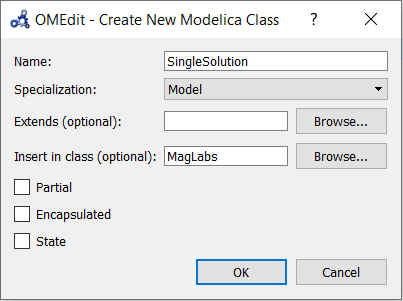 OMEdit - Create New Modelica Class ? ×
Name: SingleSolution
Specialization: Model
Extends (optional): Browse...
Insert in class (optional): MagLabs Browse...
Partial
Encapsulated
State
OK Cancel